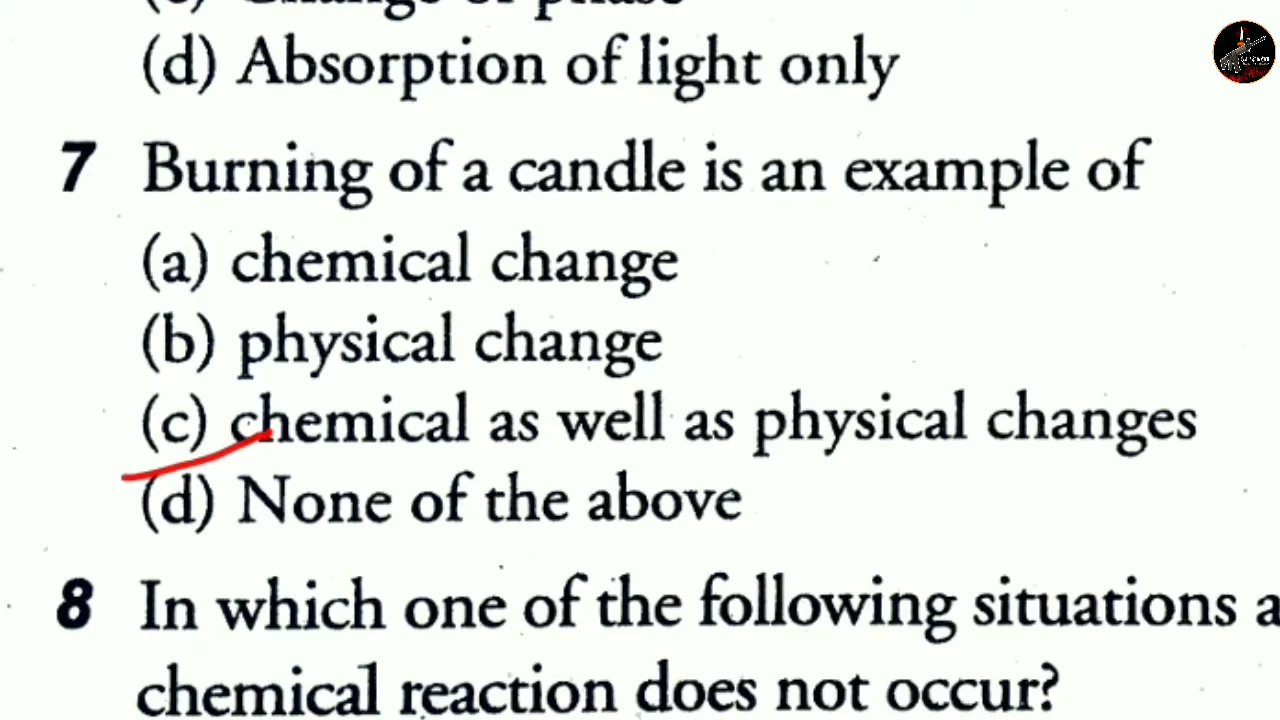 (d) Absorption of light only
7 Burning of a candle is an example of
(a) chemical change
(b) physical change
(c) chemical as well as physical changes
(d) None of the above
8 In which one of the following situations a
chemical reaction does not occur?